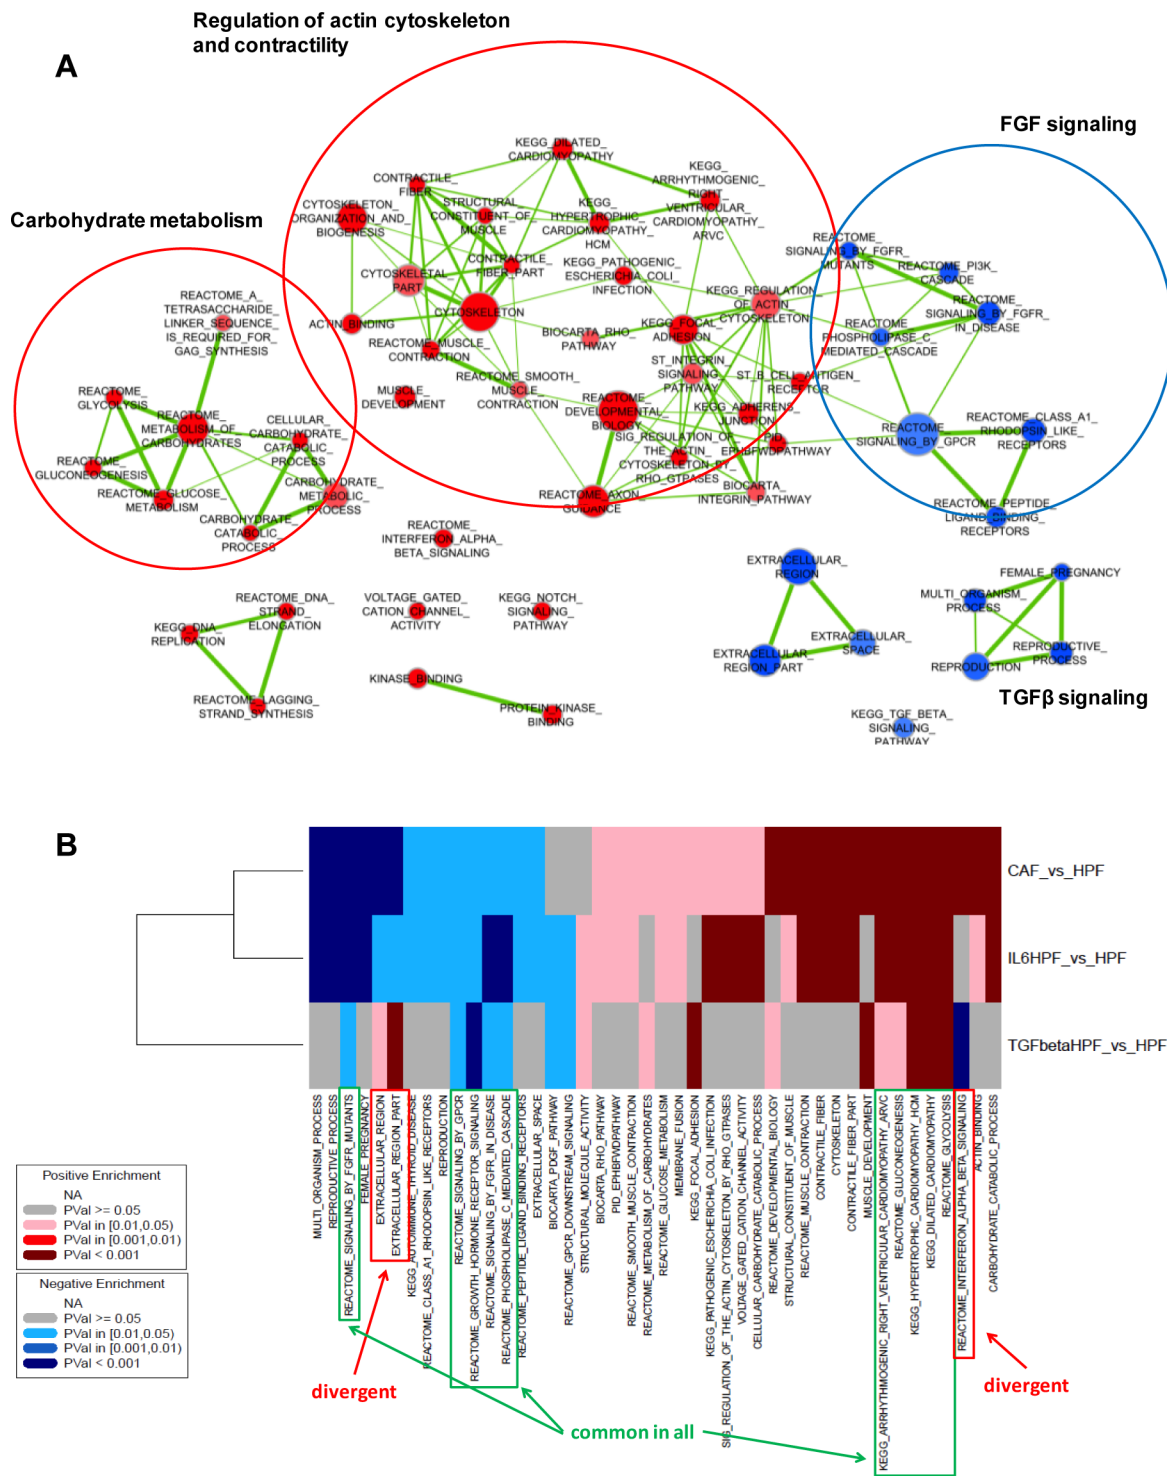 Regulation of actin cytoskeleton
and contractility
A
FGF signaling
Carbohydrate metabolism
KEGG_DILATED_
CARDIOMYOPATHY
KEGG_
ARRHYTHMOGENIC_
RIGHT_
VENTRICULAR_
CARDIOMYOPATHY_
ARVC
CONTRACTILE_
FIBER
CYTOSKELETON_
ORGANIZATION_AND_
BIOGENESIS
STRUCTURAL_
CONSTITUENT_OF_
MUSCLE
KEGG_
HYPERTROPHIC_
CARDIOMYOPATHY_
HCM
CONTRACTILE_
FIBER_PART
CYTOSKELETAL_
PART
KEGG_PATHOGENIC_
ESCHERICHIA_COLI_
INFECTION
KEGG_REGULATION_
OF_ACTIN_
CYTOSKELETON
CYTOSKELETON
ACTIN_BINDING
BIOCARTA_RHO_
PATHWAY
KEGG_FOCAL_
ADHESION
REACTOME_MUSCLE_
CONTRACTION
REACTOME_SMOOTH_
MUSCLE_
CONTRACTION
ST_INTEGRIN_
SIGNALING_
PATHWAY
ST_B_CELL_ANTIGEN_
RECEPTOR
MUSCLE_
DEVELOPMENT
REACTOME_
DEVELOPMENTAL_
BIOLOGY
KEGG_ADHERENS_
JUNCTION
SIG_REGULATION_OF_
THE_ACTIN_
CYTOSKELETON_BY_
RHO_GTPASES
PID_
EPHBFWDPATHWAY
BIOCARTA_
INTEGRIN_PATHWAY
REACTOME_AXON_
GUIDANCE
REACTOME_
SIGNALING_BY_FGFR_
MUTANTS
REACTOME_PI3K_
CASCADE
REACTOME_
SIGNALING_BY_FGFR_
IN_DISEASE
REACTOME_
PHOSPHOLIPASE_C_
MEDIATED_CASCADE
REACTOME_
SIGNALING_BY_GPCR
REACTOME_CLASS_A1_
RHODOPSIN_LIKE_
RECEPTORS
REACTOME_PEPTIDE_
LIGAND_BINDING_
RECEPTORS
REACTOME_A_
TETRASACCHARIDE_
LINKER_SEQUENCE_
IS_REQUIRED_FOR_
GAG_SYNTHESIS
REACTOME_
GLYCOLYSIS
REACTOME_
METABOLISM_OF_
CARBOHYDRATES
CELLULAR_
CARBOHYDRATE_
CATABOLIC_
PROCESS
REACTOME_
GLUCONEOGENESIS
REACTOME_GLUCOSE_
METABOLISM
CARBOHYDRATE_
METABOLIC_
PROCESS
CARBOHYDRATE_
CATABOLIC_
PROCESS
REACTOME_
INTERFERON_ALPHA_
BETA_SIGNALING
REACTOME_DNA_
STRAND_
ELONGATION
KEGG_DNA_
REPLICATION
REACTOME_LAGGING_
STRAND_SYNTHESIS
VOLTAGE_GATED_
CATION_CHANNEL_
ACTIVITY
KEGG_NOTCH_
SIGNALING_
PATHWAY
KINASE_BINDING
PROTEIN_KINASE_
BINDING
EXTRACELLULAR_
REGION
EXTRACELLULAR_
SPACE
EXTRACELLULAR_
REGION_PART
FEMALE_PREGNANCY
MULTI_ORGANISM_
PROCESS
REPRODUCTIVE_
PROCESS
REPRODUCTION
TGFβ signaling
KEGG_TGF_BETA_
SIGNALING_
PATHWAY
B
CAF_vs_HPF
IL6HPF_vs_HPF
TGFbetaHPF_vs_HPF
MULTI_ORGANISM_PROCESS
REPRODUCTIVE_PROCESS
REACTOME_SIGNALING_BY_FGFR_MUTANTS
FEMALE_PREGNANCY
EXTRACELLULAR_REGION
EXTRACELLULAR_REGION_PART
KEGG_AUTOIMMUNE_THYROID_DISEASE
REACTOME_CLASS_A1_RHODOPSIN_LIKE_RECEPTORS
REPRODUCTION
REACTOME_SIGNALING_BY_GPCR
REACTOME_GROWTH_HORMONE_RECEPTOR_SIGNALING
REACTOME_SIGNALING_BY_FGFR_IN_DISEASE
REACTOME_PHOSPHOLIPASE_C_MEDIATED_CASCADE
REACTOME_PEPTIDE_LIGAND_BINDING_RECEPTORS
EXTRACELLULAR_SPACE
BIOCARTA_PDGF_PATHWAY
REACTOME_GPCR_DOWNSTREAM_SIGNALING
STRUCTURAL_MOLECULE_ACTIVITY
BIOCARTA_RHO_PATHWAY
PID_EPHBFWDPATHWAY
REACTOME_SMOOTH_MUSCLE_CONTRACTION
REACTOME_METABOLISM_OF_CARBOHYDRATES
REACTOME_GLUCOSE_METABOLISM
MEMBRANE_FUSION
KEGG_FOCAL_ADHESION
KEGG_PATHOGENIC_ESCHERICHIA_COLI_INFECTION
SIG_REGULATION_OF_THE_ACTIN_CYTOSKELETON_BY_RHO_GTPASES
VOLTAGE_GATED_CATION_CHANNEL_ACTIVITY
CELLULAR_CARBOHYDRATE_CATABOLIC_PROCESS
REACTOME_DEVELOPMENTAL_BIOLOGY
STRUCTURAL_CONSTITUENT_OF_MUSCLE
REACTOME_MUSCLE_CONTRACTION
CONTRACTILE_FIBER
CYTOSKELETON
CONTRACTILE_FIBER_PART
MUSCLE_DEVELOPMENT
KEGG_ARRHYTHMOGENIC_RIGHT_VENTRICULAR_CARDIOMYOPATHY_ARVC
REACTOME_GLUCONEOGENESIS
KEGG_HYPERTROPHIC_CARDIOMYOPATHY_HCM
KEGG_DILATED_CARDIOMYOPATHY
REACTOME_GLYCOLYSIS
REACTOME_INTERFERON_ALPHA_BETA_SIGNALING
ACTIN_BINDING
CARBOHYDRATE_CATABOLIC_PROCESS
Positive Enrichment
NA
PVal >= 0.05
PVal in [0.01,0.05)
PVal in [0.001,0.01)
PVal < 0.001
Negative Enrichment
NA
PVal >= 0.05
PVal in [0.01,0.05)
PVal in [0.001,0.01)
PVal < 0.001
divergent
common in all
divergent